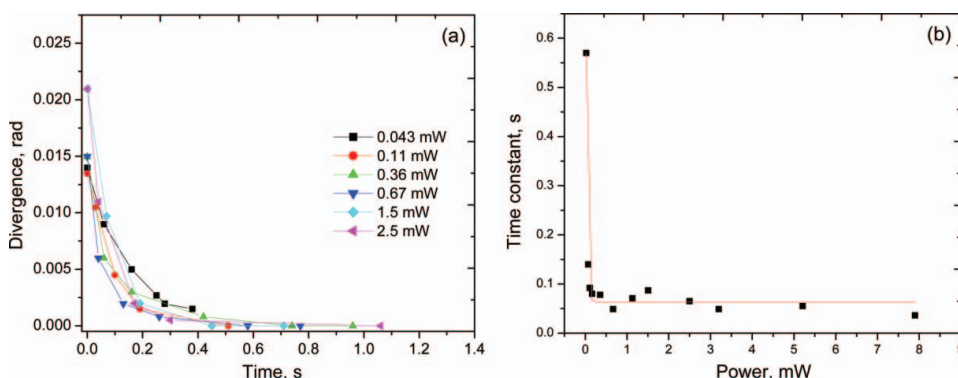 (a)
Divergence, rad
0.025
0.020
0.015
0.010
0.005
0.000
0.043 mW
0.11 mW
0.36 mW
0.67 mW
1.5 mW
2.5 mW
0.0 0.2 0.4 0.6 0.8 1.0 1.2 1.4
Time, s
(b)
Time constant, s
0.6
0.5
0.4
0.3
0.2
0.1
0.0
0 1 2 3 4 5 6 7 8 9
Power, mW